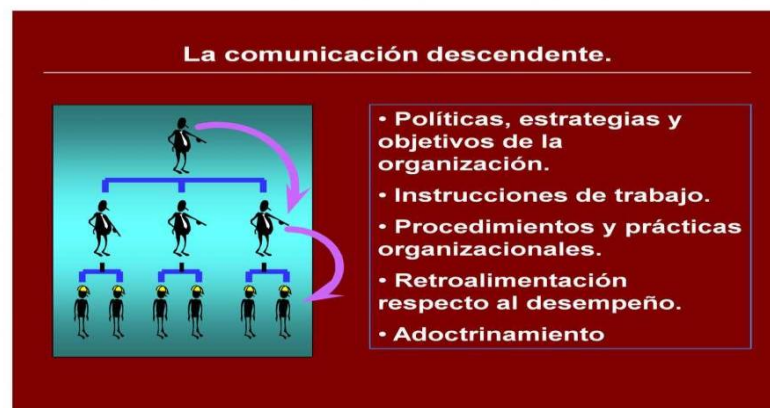 La comunicación descendente.
• Políticas, estrategias y
objetivos de la
organización.
• Instrucciones de trabajo.
• Procedimientos y prácticas
organizacionales.
• Retroalimentación
respecto al desempeño.
• Adoctrinamiento